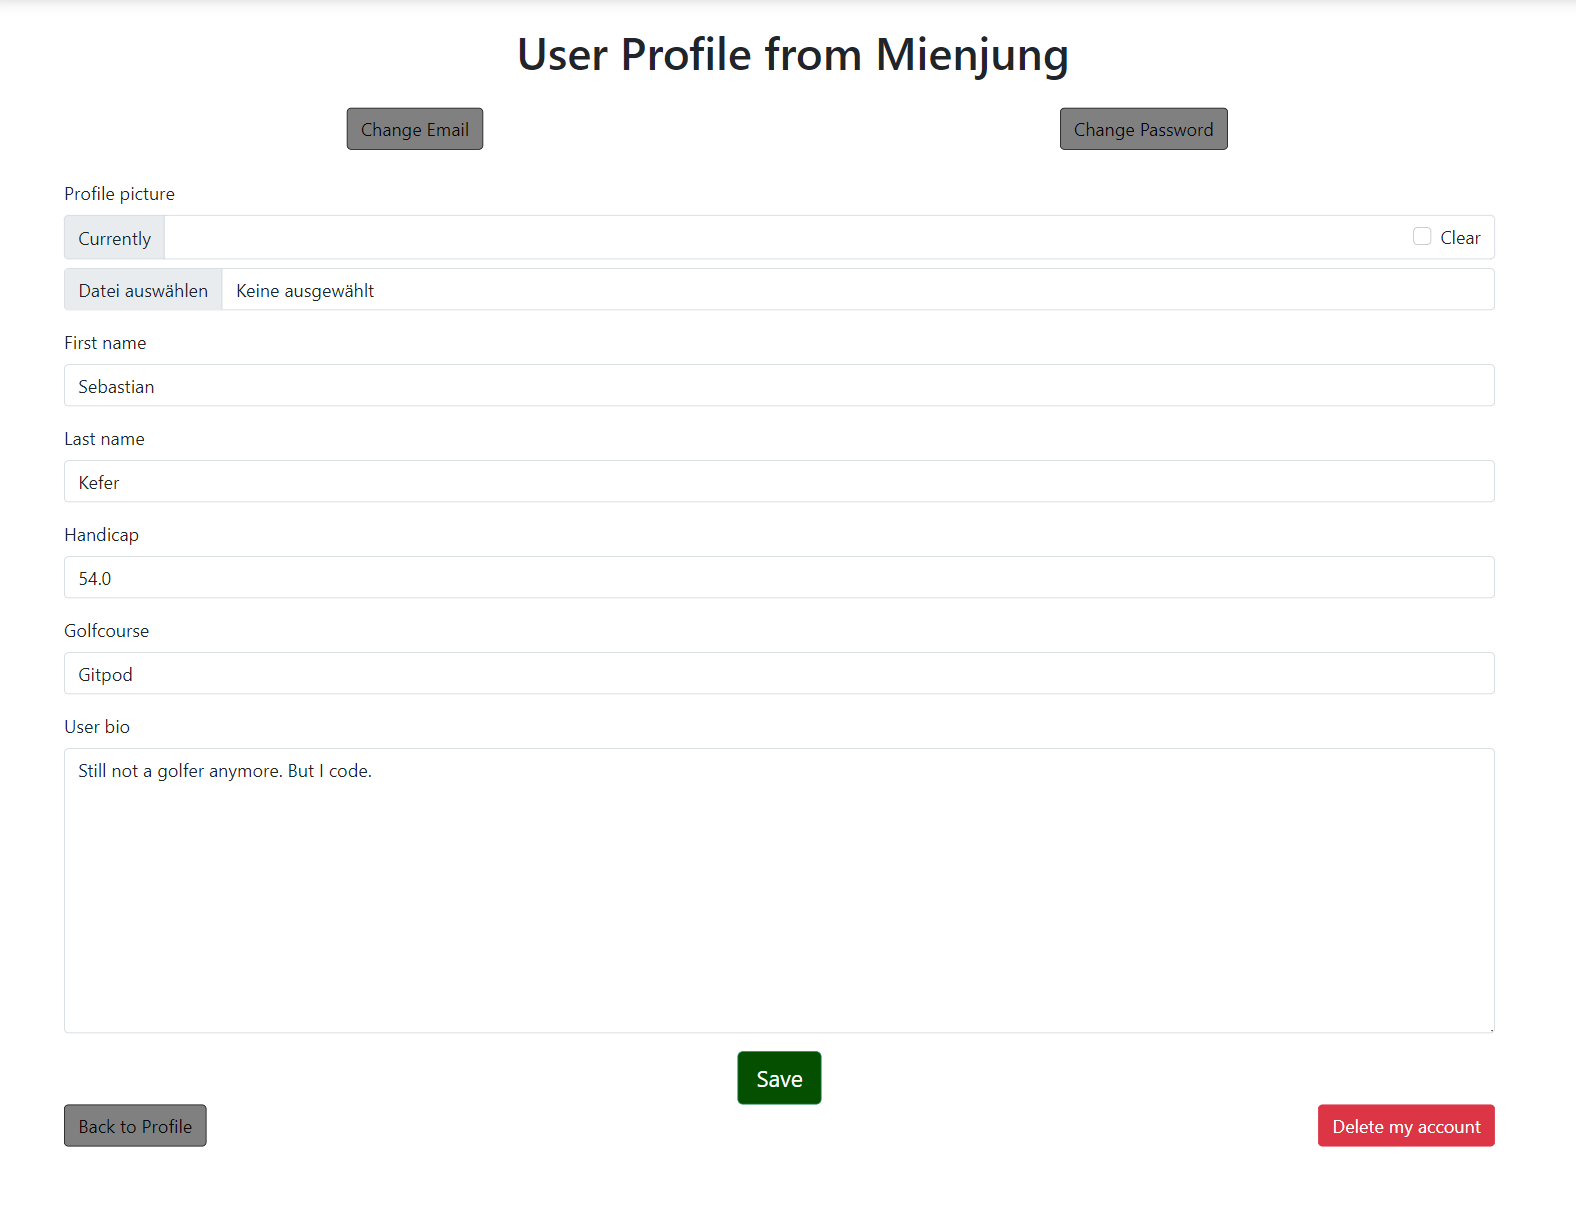 User Profile from Mienjung
Change Email
Change Password
Profile picture
Currently
Clear
Datei auswählen Keine ausgewählt
First name
Sebastian
Last name
Kefer
Handicap
54.0
Golfcourse
Gitpod
User bio
Still not a golfer anymore. But I code.
Save
Back to Profile
Delete my account